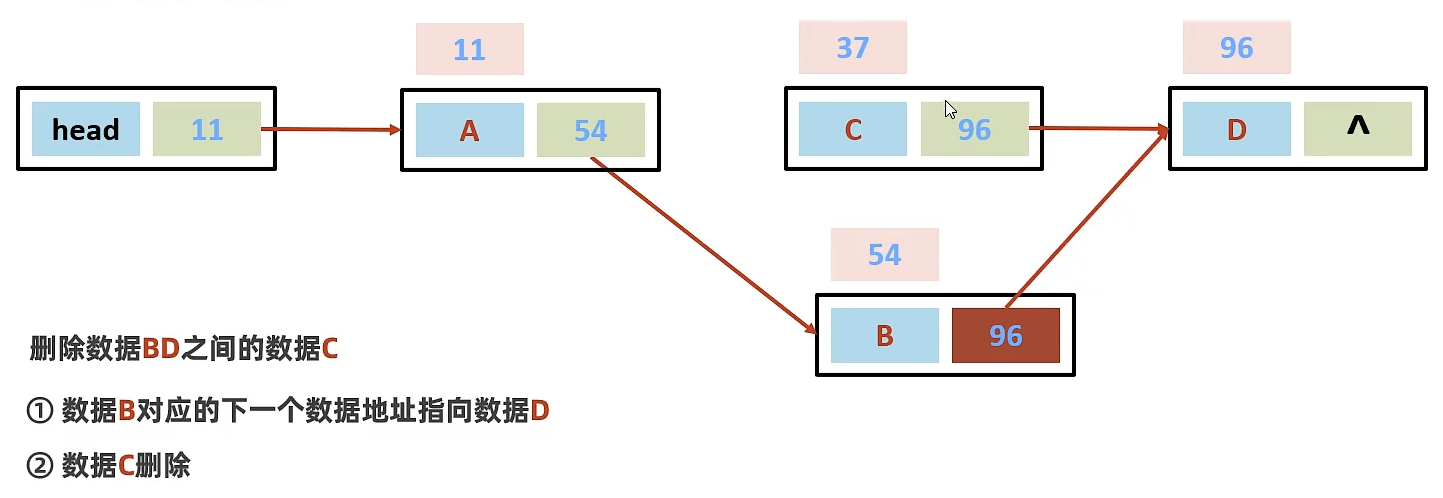 11
37
96
head 11
A 54
C 96
D ^
54
B 96
删除数据BD之间的数据C
① 数据B对应的下一个数据地址指向数据D
② 数据C删除